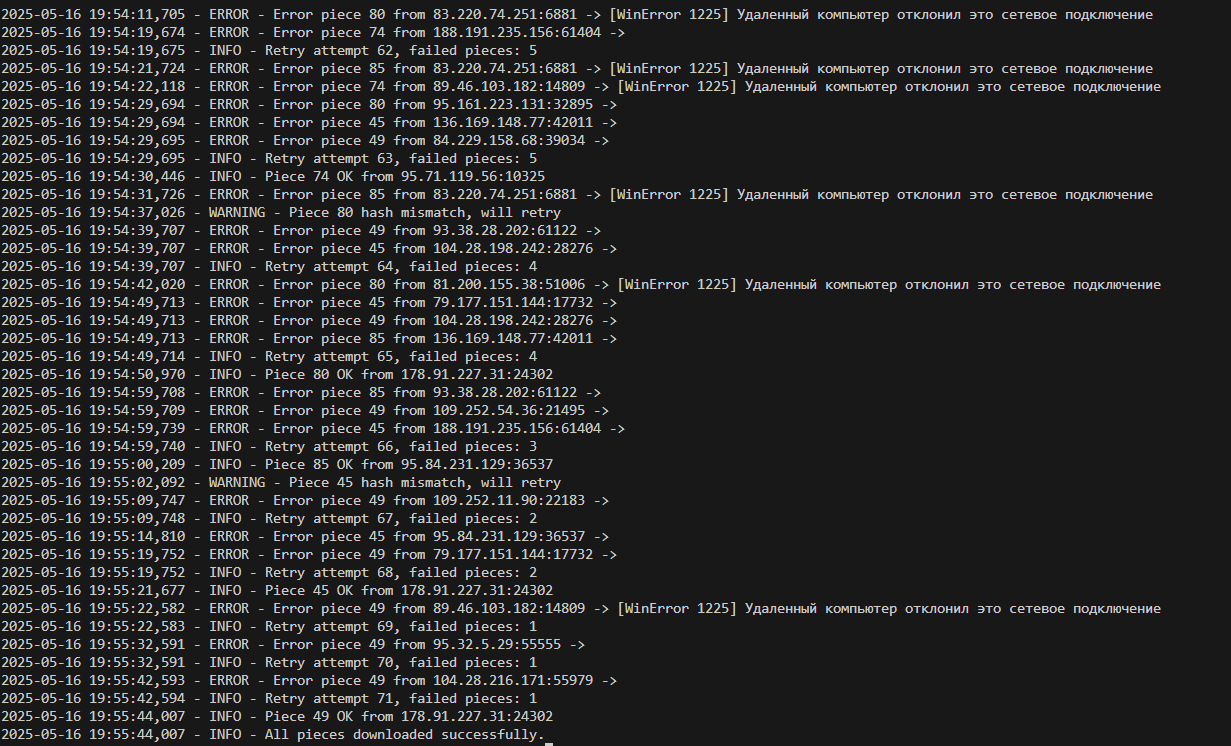 2025-05-16 19:54:11,705 - ERROR - Error piece 80 from 83.220.74.251:6881 -> [WinError 1225] Удаленный компьютер отклонил это сетевое подключение
2025-05-16 19:54:19,674 - ERROR - Error piece 74 from 188.191.235.156:61404 ->
2025-05-16 19:54:19,675 - INFO - Retry attempt 62, failed pieces: 5
2025-05-16 19:54:21,724 - ERROR - Error piece 85 from 83.220.74.251:6881 -> [WinError 1225] Удаленный компьютер отклонил это сетевое подключение
2025-05-16 19:54:22,118 - ERROR - Error piece 74 from 89.46.103.182:14809 -> [WinError 1225] Удаленный компьютер отклонил это сетевое подключение
2025-05-16 19:54:29,694 - ERROR - Error piece 80 from 95.161.223.131:32895 ->
2025-05-16 19:54:29,694 - ERROR - Error piece 45 from 136.169.148.77:42011 ->
2025-05-16 19:54:29,695 - ERROR - Error piece 49 from 84.229.158.68:39034 ->
2025-05-16 19:54:29,695 - INFO - Retry attempt 63, failed pieces: 5
2025-05-16 19:54:30,446 - INFO - Piece 74 OK from 95.71.119.56:10325
2025-05-16 19:54:31,726 - ERROR - Error piece 85 from 83.220.74.251:6881 -> [WinError 1225] Удаленный компьютер отклонил это сетевое подключение
2025-05-16 19:54:37,026 - WARNING - Piece 80 hash mismatch, will retry
2025-05-16 19:54:39,707 - ERROR - Error piece 49 from 93.38.28.202:61122 ->
2025-05-16 19:54:39,707 - ERROR - Error piece 45 from 104.28.198.242:28276 ->
2025-05-16 19:54:39,707 - INFO - Retry attempt 64, failed pieces: 4
2025-05-16 19:54:42,020 - ERROR - Error piece 80 from 81.200.155.38:51006 -> [WinError 1225] Удаленный компьютер отклонил это сетевое подключение
2025-05-16 19:54:49,713 - ERROR - Error piece 45 from 79.177.151.144:17732 ->
2025-05-16 19:54:49,713 - ERROR - Error piece 49 from 104.28.198.242:28276 ->
2025-05-16 19:54:49,713 - ERROR - Error piece 85 from 136.169.148.77:42011 ->
2025-05-16 19:54:49,714 - INFO - Retry attempt 65, failed pieces: 4
2025-05-16 19:54:50,970 - INFO - Piece 80 OK from 178.91.227.31:24302
2025-05-16 19:54:59,708 - ERROR - Error piece 85 from 93.38.28.202:61122 ->
2025-05-16 19:54:59,709 - ERROR - Error piece 49 from 109.252.54.36:21495 ->
2025-05-16 19:54:59,739 - ERROR - Error piece 45 from 188.191.235.156:61404 ->
2025-05-16 19:54:59,740 - INFO - Retry attempt 66, failed pieces: 3
2025-05-16 19:55:00,209 - INFO - Piece 85 OK from 95.84.231.129:36537
2025-05-16 19:55:02,092 - WARNING - Piece 45 hash mismatch, will retry
2025-05-16 19:55:09,747 - ERROR - Error piece 49 from 109.252.11.90:22183 ->
2025-05-16 19:55:09,748 - INFO - Retry attempt 67, failed pieces: 2
2025-05-16 19:55:14,810 - ERROR - Error piece 45 from 95.84.231.129:36537 ->
2025-05-16 19:55:19,752 - ERROR - Error piece 49 from 79.177.151.144:17732 ->
2025-05-16 19:55:19,752 - INFO - Retry attempt 68, failed pieces: 2
2025-05-16 19:55:21,677 - INFO - Piece 45 OK from 178.91.227.31:24302
2025-05-16 19:55:22,582 - ERROR - Error piece 49 from 89.46.103.182:14809 -> [WinError 1225] Удаленный компьютер отклонил это сетевое подключение
2025-05-16 19:55:22,583 - INFO - Retry attempt 69, failed pieces: 1
2025-05-16 19:55:32,591 - ERROR - Error piece 49 from 95.32.5.29:55555 ->
2025-05-16 19:55:32,591 - INFO - Retry attempt 70, failed pieces: 1
2025-05-16 19:55:42,593 - ERROR - Error piece 49 from 104.28.216.171:55979 ->
2025-05-16 19:55:42,594 - INFO - Retry attempt 71, failed pieces: 1
2025-05-16 19:55:44,007 - INFO - Piece 49 OK from 178.91.227.31:24302
2025-05-16 19:55:44,007 - INFO - All pieces downloaded successfully.